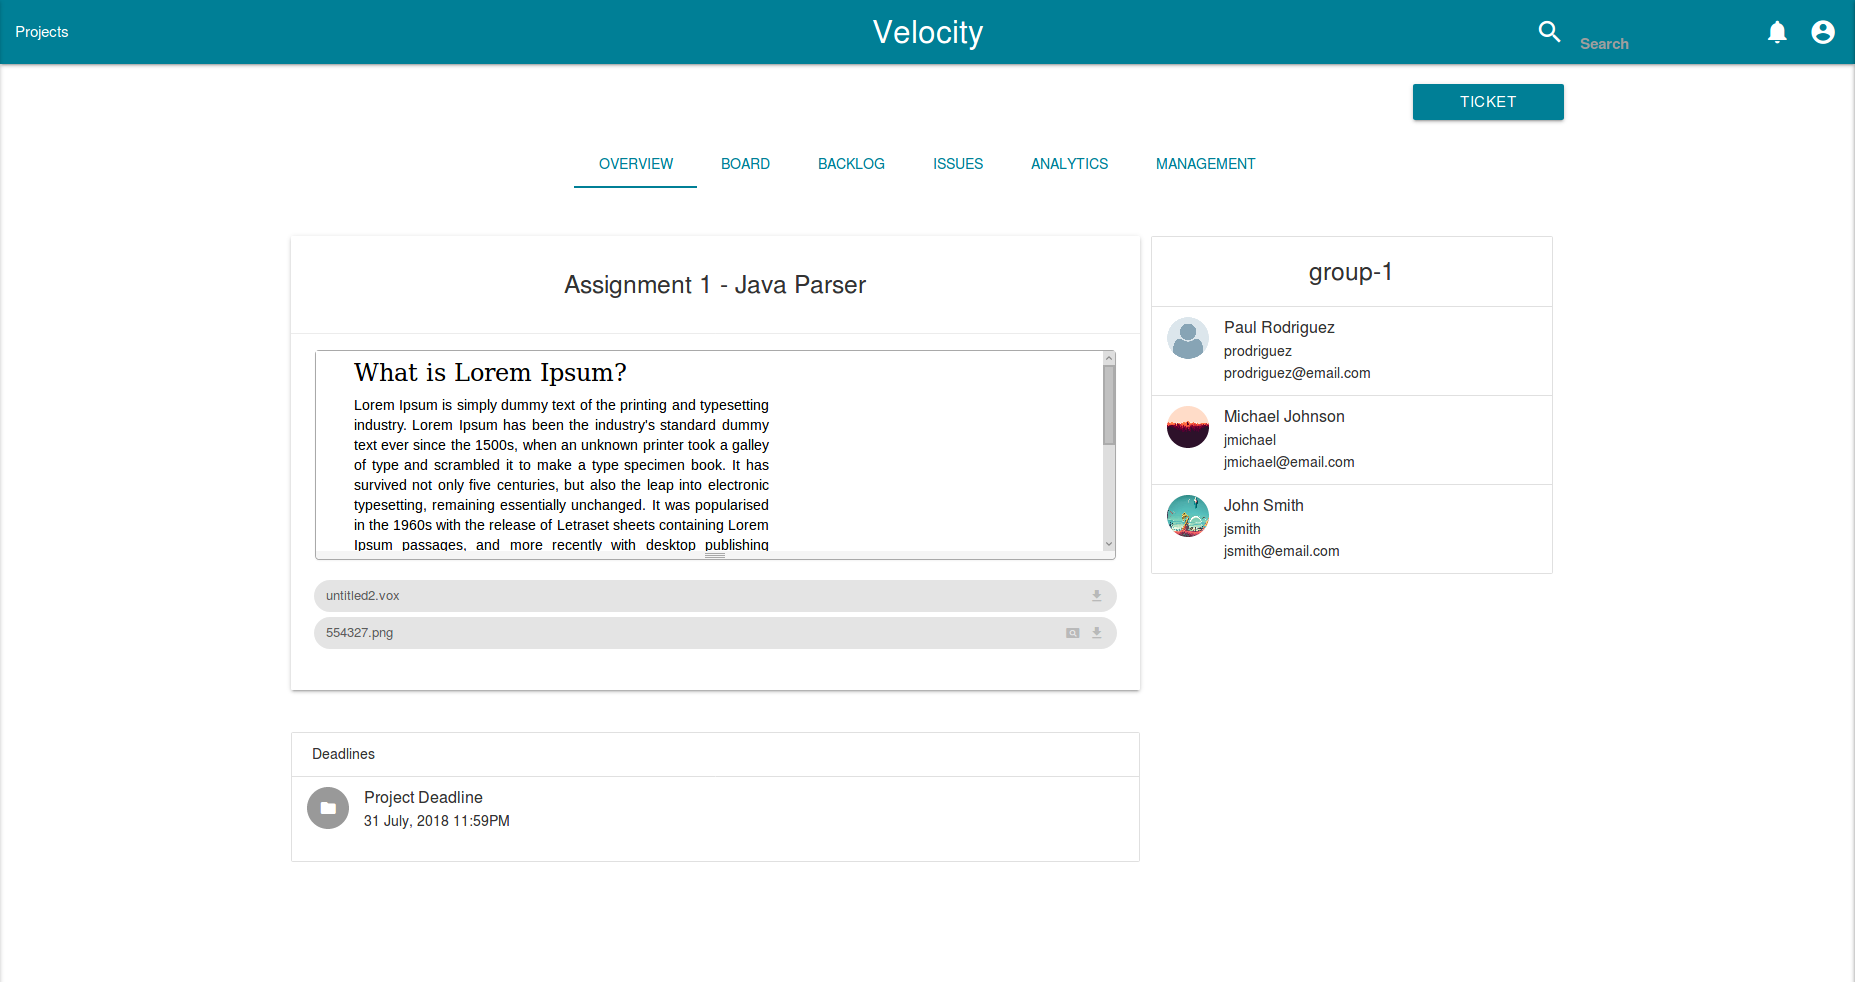 Projects
Velocity
Search
TICKET
OVERVIEW BOARD BACKLOG ISSUES ANALYTICS MANAGEMENT
Assignment 1 - Java Parser
What is Lorem Ipsum?
Lorem Ipsum is simply dummy text of the printing and typesetting
industry. Lorem Ipsum has been the industry's standard dummy
text ever since the 1500s, when an unknown printer took a galley
of type and scrambled it to make a type specimen book. It has
survived not only five centuries, but also the leap into electronic
typesetting, remaining essentially unchanged. It was popularised
in the 1960s with the release of Letraset sheets containing Lorem
Ipsum passages, and more recently with desktop publishing
untitled2.vox
554327.png
group-1
Paul Rodriguez
prodriguez
prodriguez@email.com
Michael Johnson
jmichael
jmichael@email.com
John Smith
jsmith
jsmith@email.com
Deadlines
Project Deadline
31 July, 2018 11:59PM